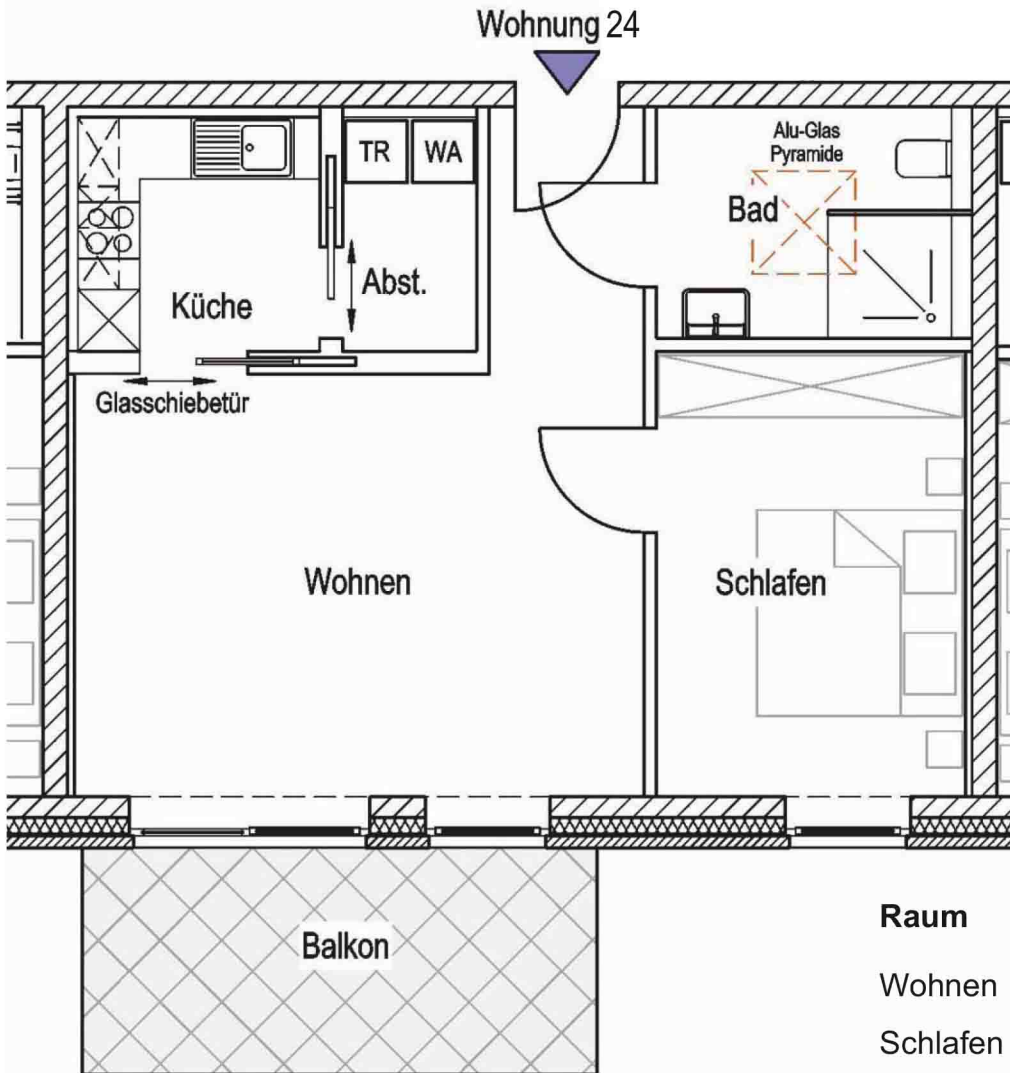 Wohnung 24
TR
WA
Alu-Glas
Pyramide
Bad
Abst.
Küche
Glasschiebetür
Wohnen
Schlafen
Balkon
Raum
Wohnen
Schlafen